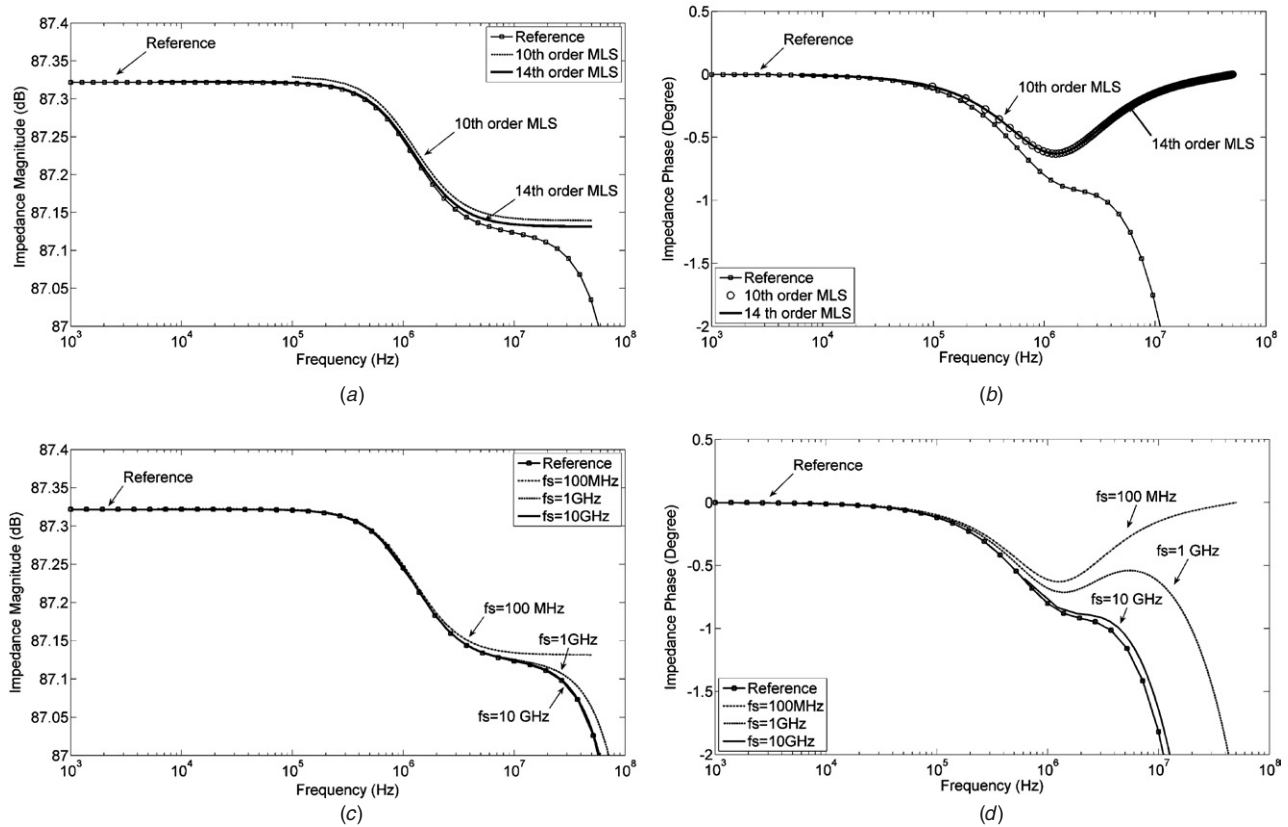 87.4
87.35
87.3
87.25
87.2
87.15
87.1
87.05
87
Impedance Magnitude (dB)
Reference
Reference
10th order MLS
14th order MLS
10th order MLS
14th order MLS
10^3
10^4
10^5
10^6
10^7
10^8
Frequency (Hz)
(a)
0.5
0
-0.5
-1
-1.5
-2
Impedance Phase (Degree)
Reference
10th order MLS
14th order MLS
Reference
10th order MLS
14 th order MLS
10^3
10^4
10^5
10^6
10^7
10^8
Frequency (Hz)
(b)
87.4
87.35
87.3
87.25
87.2
87.15
87.1
87.05
87
Impedance Magnitude (dB)
Reference
Reference
fs=100MHz
fs=1GHz
fs=10GHz
fs=100 MHz
fs=1GHz
fs=10 GHz
10^3
10^4
10^5
10^6
10^7
10^8
Frequency (Hz)
(c)
0.5
0
-0.5
-1
-1.5
-2
Impedance Phase (Degree)
Reference
fs=100 MHz
fs=1 GHz
fs=10 GHz
Reference
fs=100MHz
fs=1GHz
fs=10GHz
10^3
10^4
10^5
10^6
10^7
10^8
Frequency (Hz)
(d)